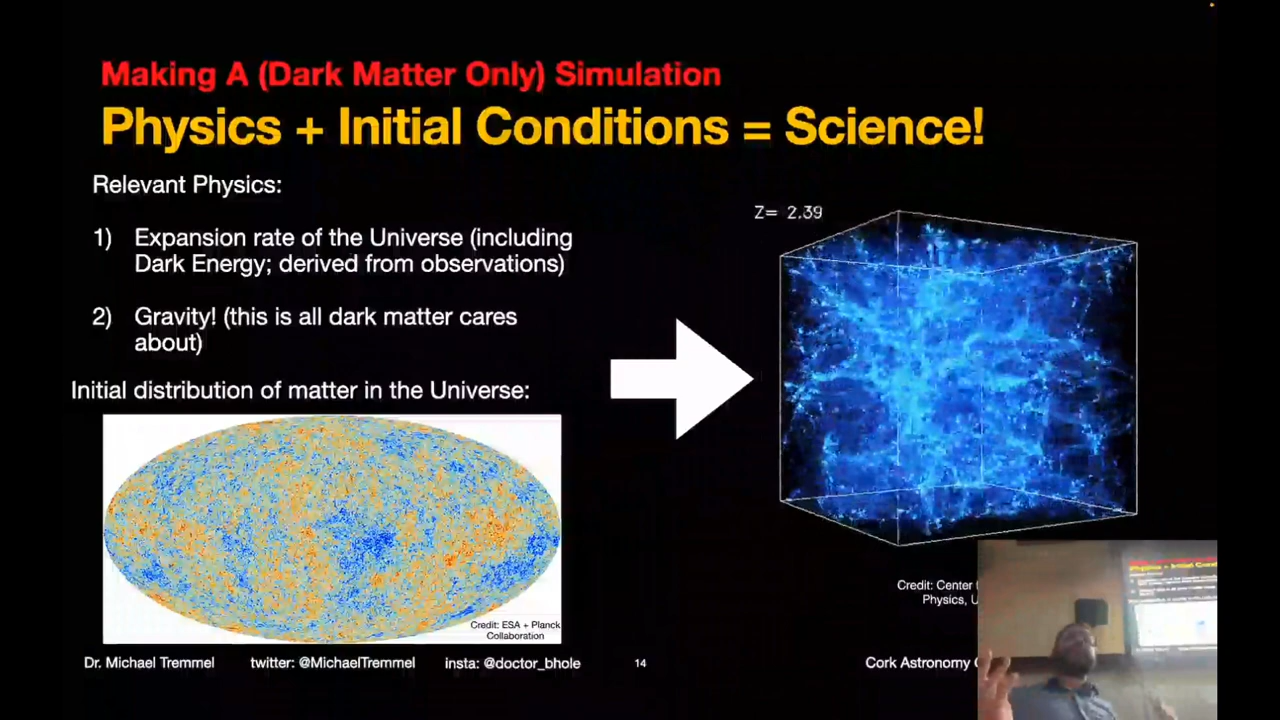 Making A (Dark Matter Only) Simulation
Physics + Initial Conditions = Science!
Relevant Physics:
1) Expansion rate of the Universe (including
Dark Energy; derived from observations)
2) Gravity! (this is all dark matter cares
about)
Initial distribution of matter in the Universe:
Z= 2.39
Credit: ESA + Planck
Collaboration
Credit: Center
Physics, U
Dr. Michael Tremmel
twitter: @MichaelTremmel
insta: @doctor_bhole
14
Cork Astronomy
Physics + Initial Cond